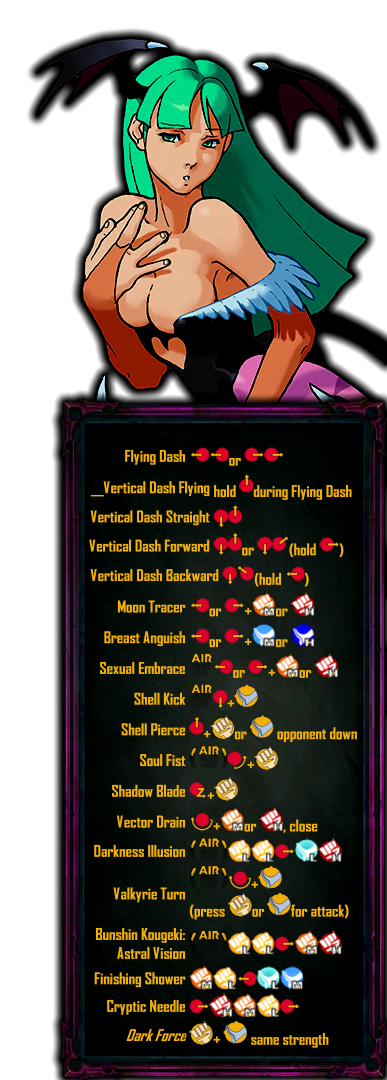 Flying Dash or
__Vertical Dash Flying hold during Flying Dash
Vertical Dash Straight
Vertical Dash Forward or (hold )
Vertical Dash Backward (hold )
Moon Tracer or + M or H
Breast Anguish or + M or H
Sexual Embrace AIR or + M or H
Shell Kick AIR +
Shell Pierce + or opponent down
Soul Fist (AIR) +
Shadow Blade Z +
Vector Drain + M or H, close
Darkness Illusion (AIR) L L L H
Valkyrie Turn (AIR) +
(press or for attack)
Bunshin Kougeki: (AIR) L L M H
Astral Vision
Finishing Shower M L L M
Cryptic Needle H M L
Dark Force + same strength